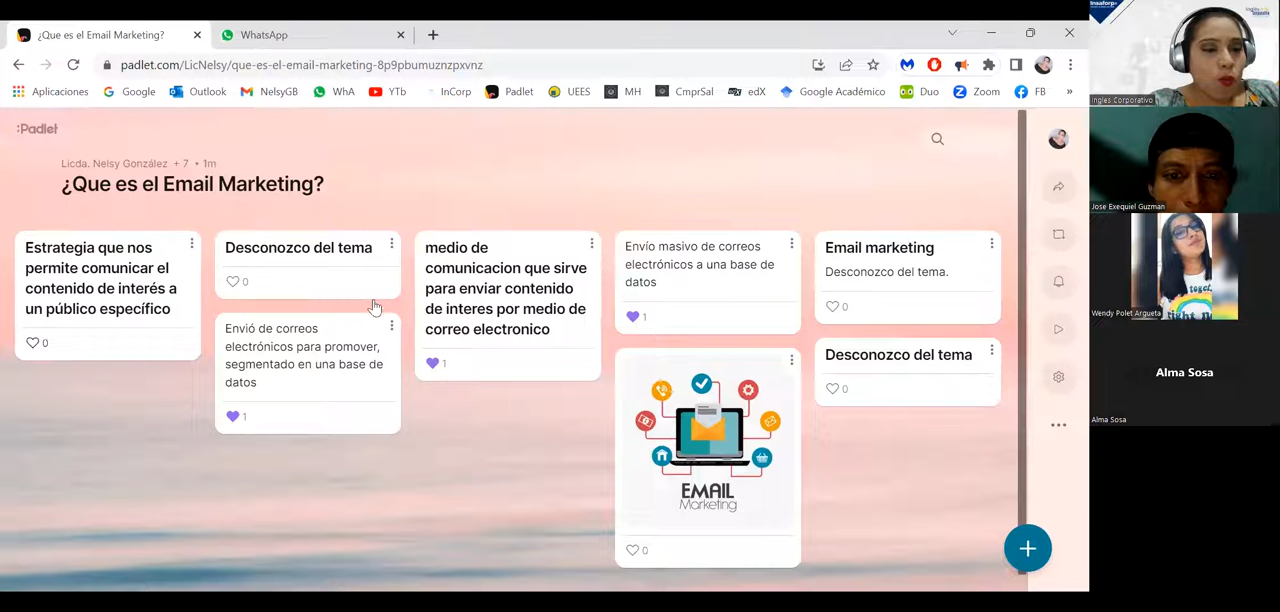 ¿Que es el Email Marketing?
WhatsApp
padlet.com/LicNelsy/que-es-el-email-marketing-8p9pbumuznzpxvnz
Aplicaciones
Google
Outlook
NelsyGB
WhA
YTb
InCorp
Padlet
UEES
MH
CmprSal
edX
Google Académico
Duo
Zoom
FB
»
:Padlet
Licda. Nelsy González + 7 • 1m
¿Que es el Email Marketing?
Estrategia que nos
permite comunicar el
contenido de interés a
un público específico
0
Desconozco del tema
0
Envió de correos
electrónicos para promover,
segmentado en una base de
datos
1
medio de
comunicacion que sirve
para enviar contenido
de interes por medio de
correo electronico
1
Envío masivo de correos
electrónicos a una base de
datos
1
EMAIL
Marketing
0
Email marketing
Desconozco del tema.
0
Desconozco del tema
0
Insaforp
Ingles Corporativo
Jose Exequiel Guzman
Wendy Polet Argueta
Alma Sosa
Alma Sosa